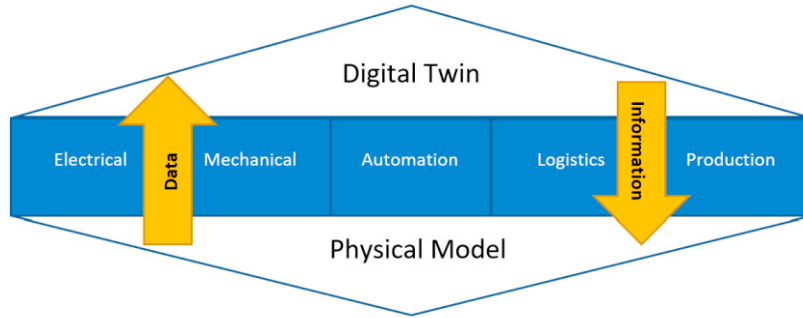 Digital Twin
Electrical
Data
Mechanical
Automation
Logistics
Information
Production
Physical Model